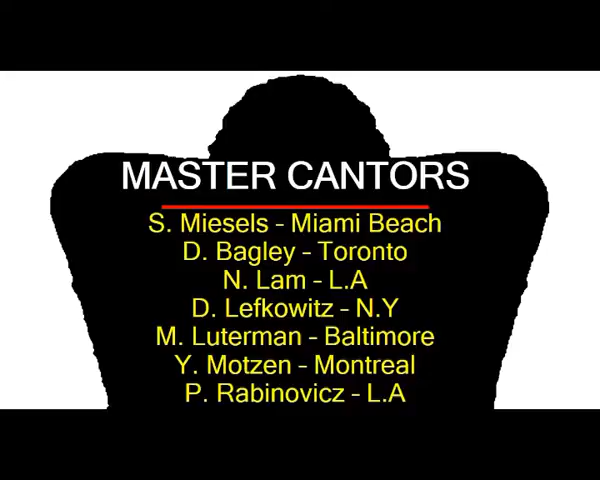 MASTER CANTORS
S. Miesels - Miami Beach
D. Bagley - Toronto
N. Lam - L.A
D. Lefkowitz - N.Y
M. Luterman - Baltimore
Y. Motzen - Montreal
P. Rabinovicz - L.A